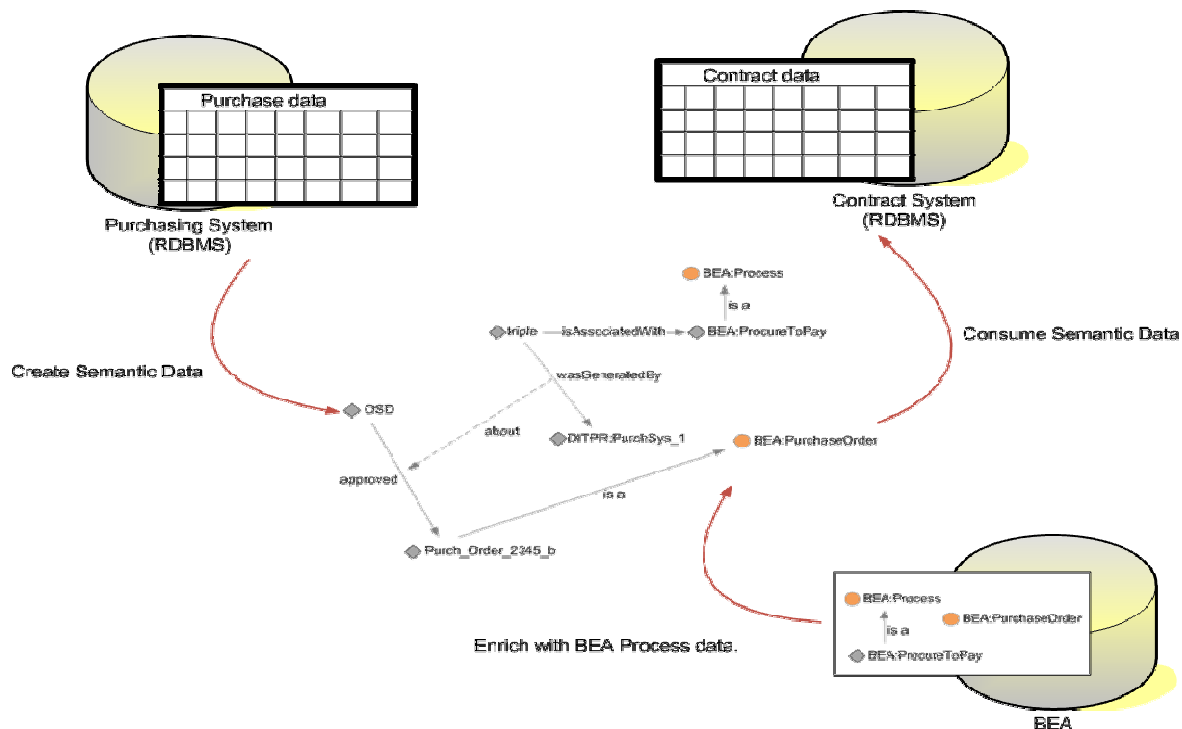 Purchase data
Contract data
Purchasing System
(RDBMS)
Contract System
(RDBMS)
BEA:Process
is a
triple
isAssociatedWith
BEA:ProcureToPay
Consume Semantic Data
wasGeneratedBy
Create Semantic Data
OSD
about
DITPR:PurchSys_1
BEA:PurchaseOrder
approved
is a
Purch_Order_2345_b
BEA:Process
BEA:PurchaseOrder
is a
Enrich with BEA Process data.
BEA:ProcureToPay
BEA